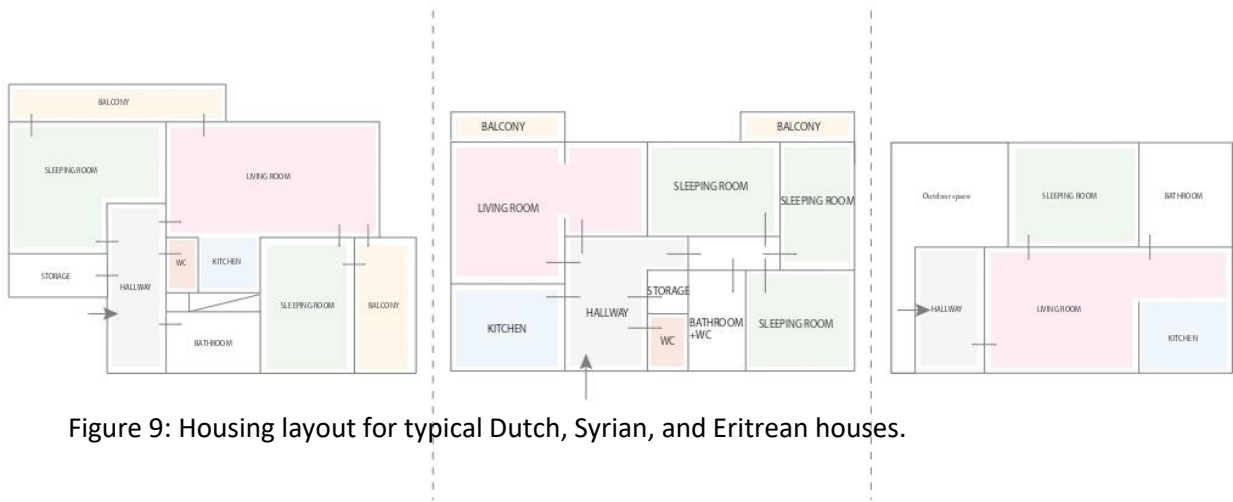 BALCONY
SLEEPING ROOM
LIVING ROOM
STORAGE
HALLWAY
WC
KITCHEN
SLEEPING ROOM
BALCONY
BATHROOM
BALCONY
BALCONY
LIVING ROOM
SLEEPING ROOM
SLEEPING ROOM
KITCHEN
HALLWAY
STORAGE
WC
BATHROOM
+WC
SLEEPING ROOM
Outdoor space
SLEEPING ROOM
BATHROOM
HALLWAY
LIVING ROOM
KITCHEN
Figure 9: Housing layout for typical Dutch, Syrian, and Eritrean houses.